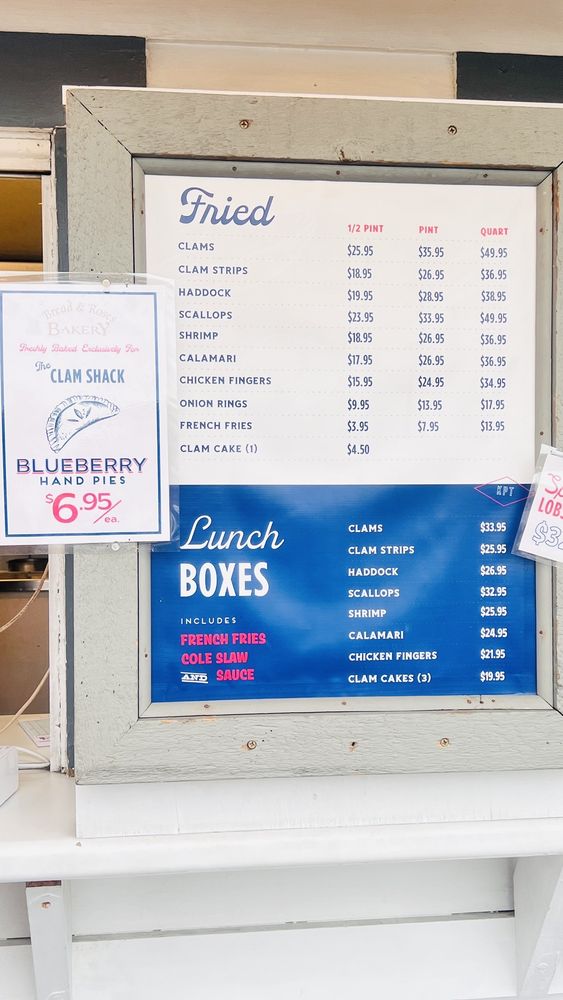 Fried
1/2 PINT PINT QUART
CLAMS $25.95 $35.95 $49.95
CLAM STRIPS $18.95 $26.95 $36.95
HADDOCK $19.95 $28.95 $38.95
SCALLOPS $23.95 $33.95 $49.95
SHRIMP $18.95 $26.95 $36.95
CALAMARI $17.95 $26.95 $36.95
CHICKEN FINGERS $15.95 $24.95 $34.95
ONION RINGS $9.95 $13.95 $17.95
FRENCH FRIES $3.95 $7.95 $13.95
CLAM CAKE (1) $4.50
Bread & Roses
BAKERY
Freshly Baked Exclusively For
The CLAM SHACK
BLUEBERRY
HAND PIES
$6.95/ea.
KPT
Lunch
BOXES
INCLUDES
FRENCH FRIES
COLE SLAW
AND SAUCE
CLAMS $33.95
CLAM STRIPS $25.95
HADDOCK $26.95
SCALLOPS $32.95
SHRIMP $25.95
CALAMARI $24.95
CHICKEN FINGERS $21.95
CLAM CAKES (3) $19.95